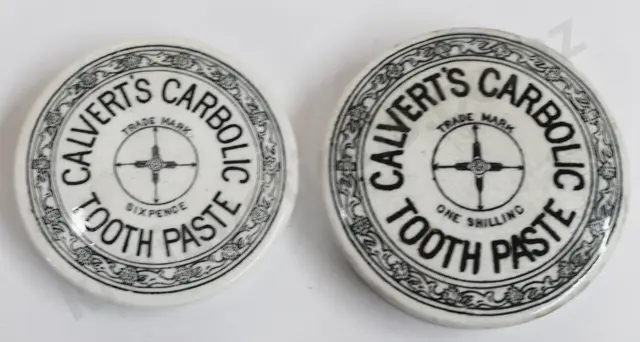 CALVERT'S CARBOLIC
TRADE MARK
SIXPENCE
TOOTH PASTE
CALVERT'S CARBOLIC
TRADE MARK
ONE SHILLING
TOOTH PASTE